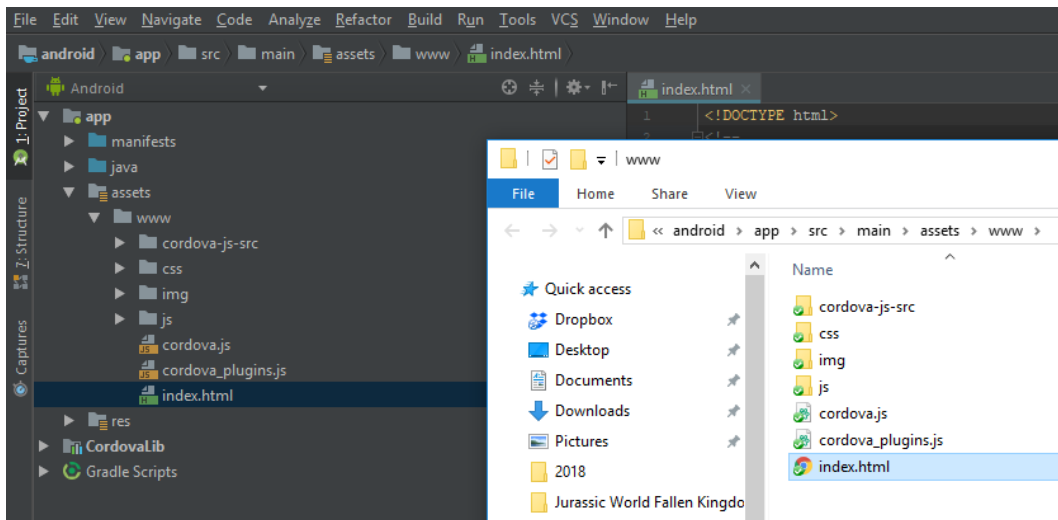 File Edit View Navigate Code Analyze Refactor Build Run Tools VCS Window Help
android app src main assets www index.html
Android
index.html
1 <!DOCTYPE html>
2 <!--
1: Project
7: Structure
Captures
app
manifests
java
assets
www
cordova-js-src
css
img
js
cordova.js
cordova_plugins.js
index.html
res
CordovaLib
Gradle Scripts
www
File Home Share View
« android > app > src > main > assets > www >
Quick access
Dropbox
Desktop
Documents
Downloads
Pictures
2018
Jurassic World Fallen Kingdo
Name
cordova-js-src
css
img
js
cordova.js
cordova_plugins.js
index.html